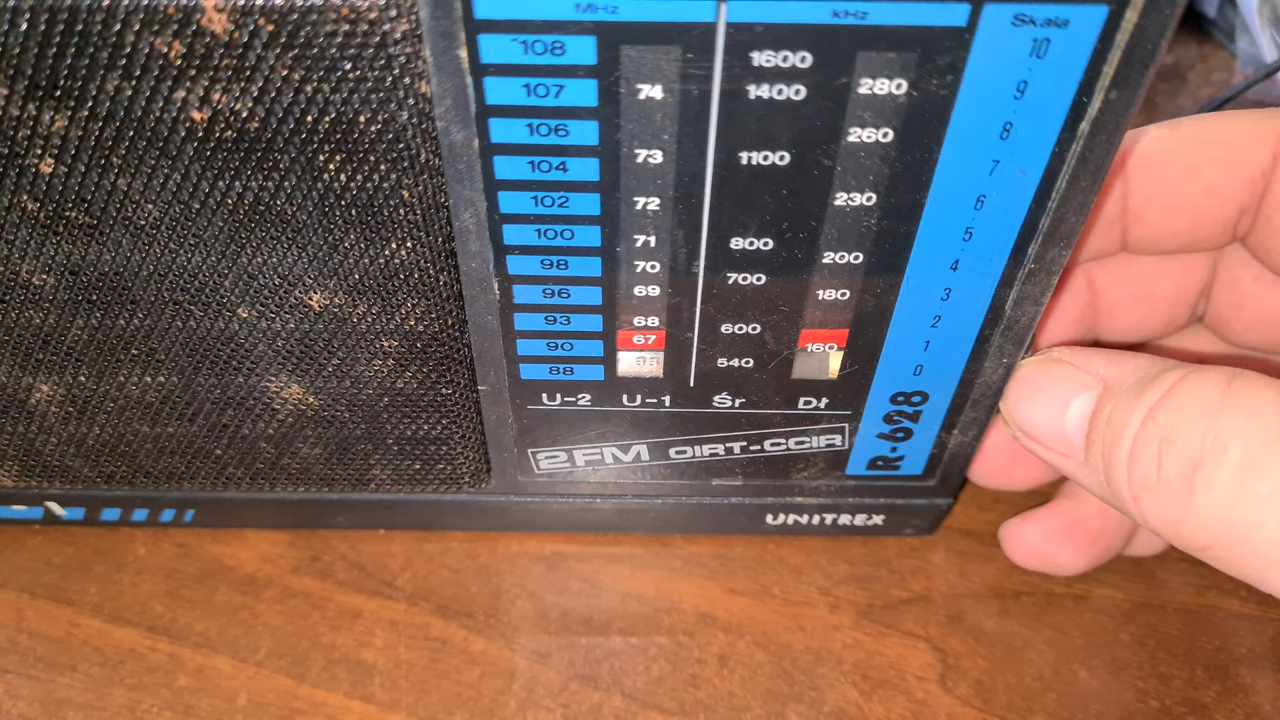 MHz kHz Skala
108 1600 10
107 74 1400 280 9
106 260 8
104 73 1100 7
102 72 230 6
100 71 800 5
98 70 200 4
96 69 700 180 3
93 68 600 2
90 67 160 1
88 540 0
U-2 U-1 Śr Dł
2FM OIRT-CCIR
R-628
UNITREX